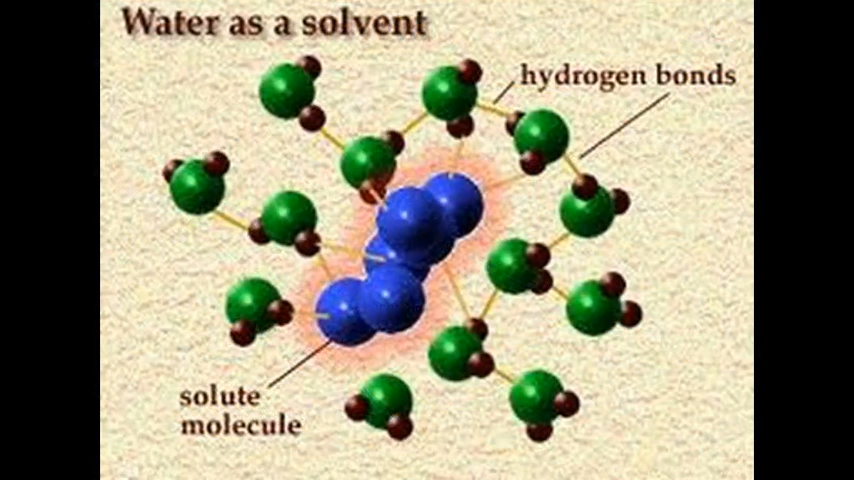 Water as a solvent
hydrogen bonds
solute
molecule